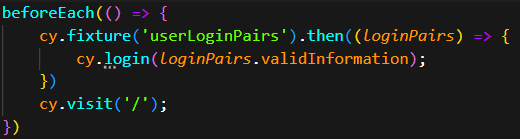 beforeEach(() => {
    cy.fixture('userLoginPairs').then((loginPairs) => {
        cy.login(loginPairs.validInformation);
    })
    cy.visit('/');
})